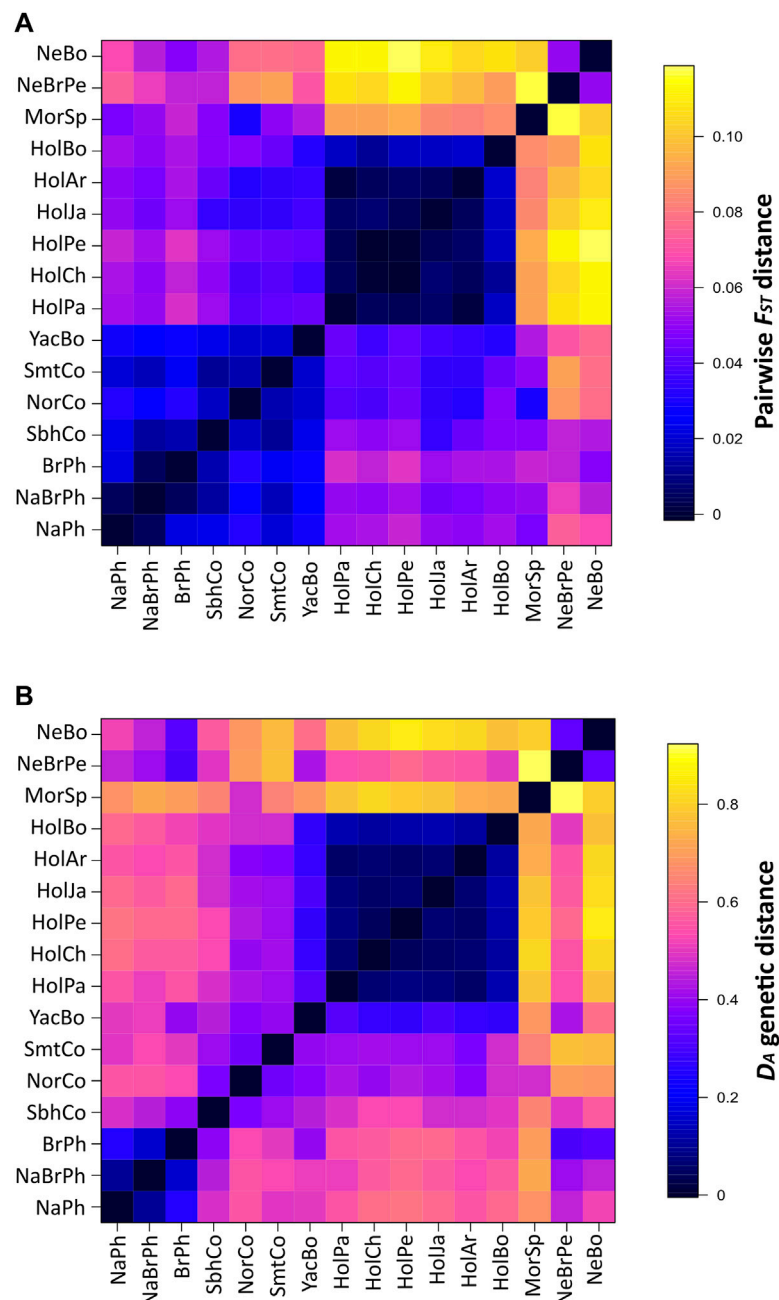 A
NeBo
NeBrPe
MorSp
HolBo
HolAr
HolJa
HolPe
HolCh
HolPa
YacBo
SmtCo
NorCo
SbhCo
BrPh
NaBrPh
NaPh
NaPh
NaBrPh
BrPh
SbhCo
NorCo
SmtCo
YacBo
HolPa
HolCh
HolPe
HolJa
HolAr
HolBo
MorSp
NeBrPe
NeBo
0.10
0.08
0.06
0.04
0.02
0
Pairwise FST distance
B
NeBo
NeBrPe
MorSp
HolBo
HolAr
HolJa
HolPe
HolCh
HolPa
YacBo
SmtCo
NorCo
SbhCo
BrPh
NaBrPh
NaPh
NaPh
NaBrPh
BrPh
SbhCo
NorCo
SmtCo
YacBo
HolPa
HolCh
HolPe
HolJa
HolAr
HolBo
MorSp
NeBrPe
NeBo
0.8
0.6
0.4
0.2
0
DA genetic distance